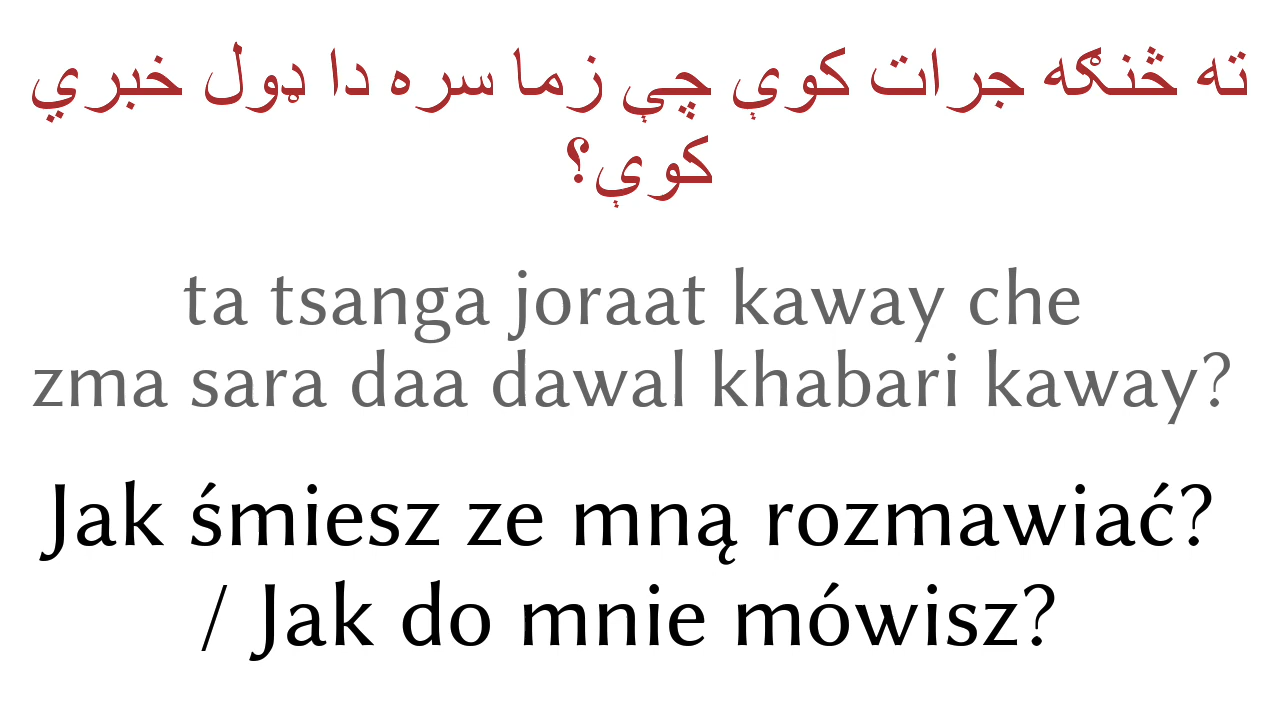 ته څنګه جرات کوې چې زما سره دا ډول خبرې
کوې؟
ta tsanga joraat kaway che
zma sara daa dawal khabari kaway?
Jak śmiesz ze mną rozmawiać?
/ Jak do mnie mówisz?